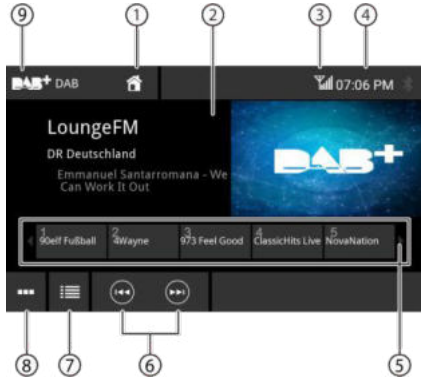 ⑨ ① ② ③ ④
DAB+ DAB 07:06 PM
LoungeFM
DR Deutschland
Emmanuel Santarromana - We
Can Work It Out
DAB+
1 2 3 4 5
90elf Fußball 4Wayne 973 Feel Good ClassicHits Live NovaNation
⑧ ⑦ ⑥ ⑤